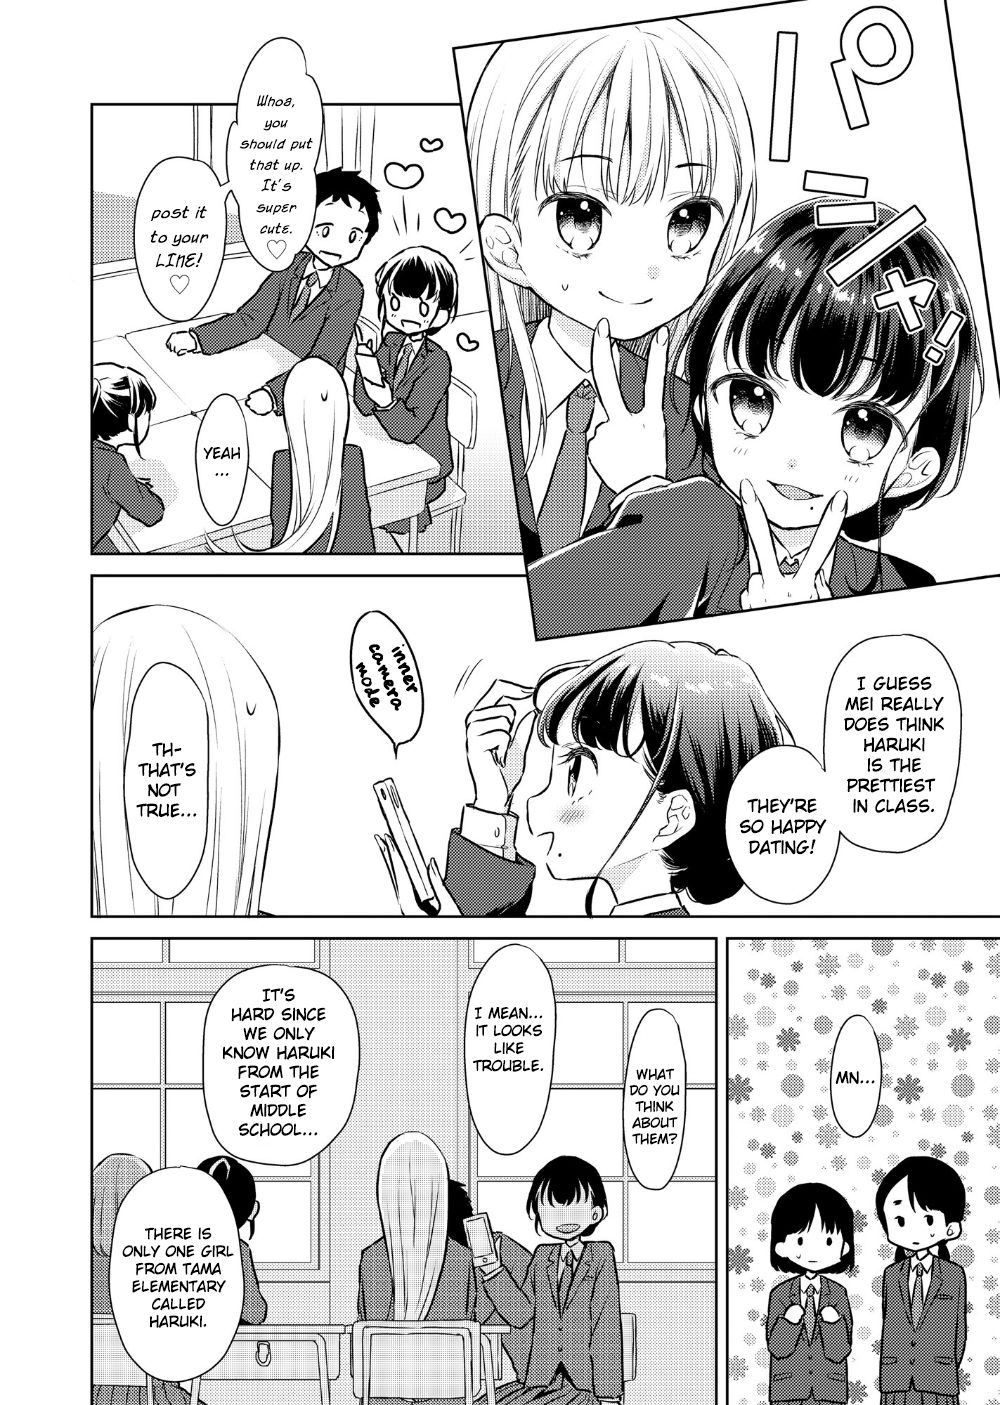 パシャ!
Whoa,
you
should put
that up.
It's
super
cute.
♡
post it
to your
LINE!
♡
YEAH
...
I GUESS
MEI REALLY
DOES THINK
HARUKI
IS THE
PRETTIEST
IN CLASS.
THEY'RE
SO HAPPY
DATING!
inner
camera
mode
TH-
THAT'S
NOT
TRUE...
MN...
WHAT
DO YOU
THINK
ABOUT
THEM?
I MEAN...
IT LOOKS
LIKE
TROUBLE.
IT'S
HARD SINCE
WE ONLY
KNOW HARUKI
FROM THE
START OF
MIDDLE
SCHOOL...
THERE IS
ONLY ONE GIRL
FROM TAMA
ELEMENTARY
CALLED
HARUKI.